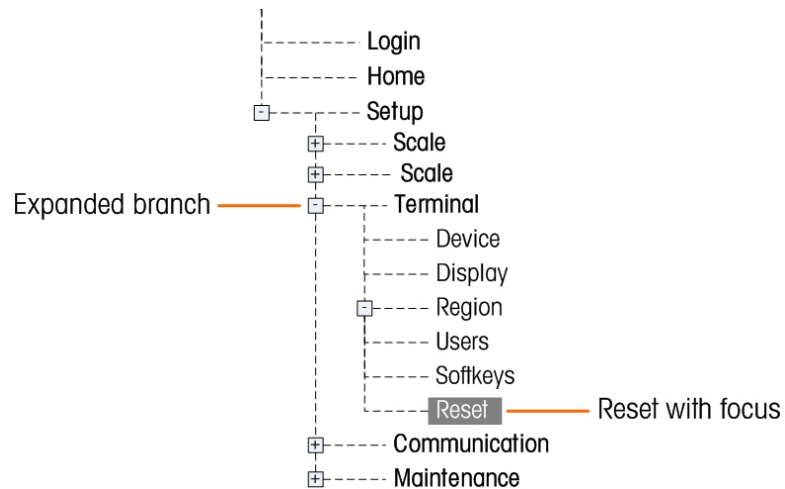 Login
Home
- Setup
+ Scale
+ Scale
Expanded branch - Terminal
Device
Display
- Region
Users
Softkeys
Reset Reset with focus
+ Communication
+ Maintenance